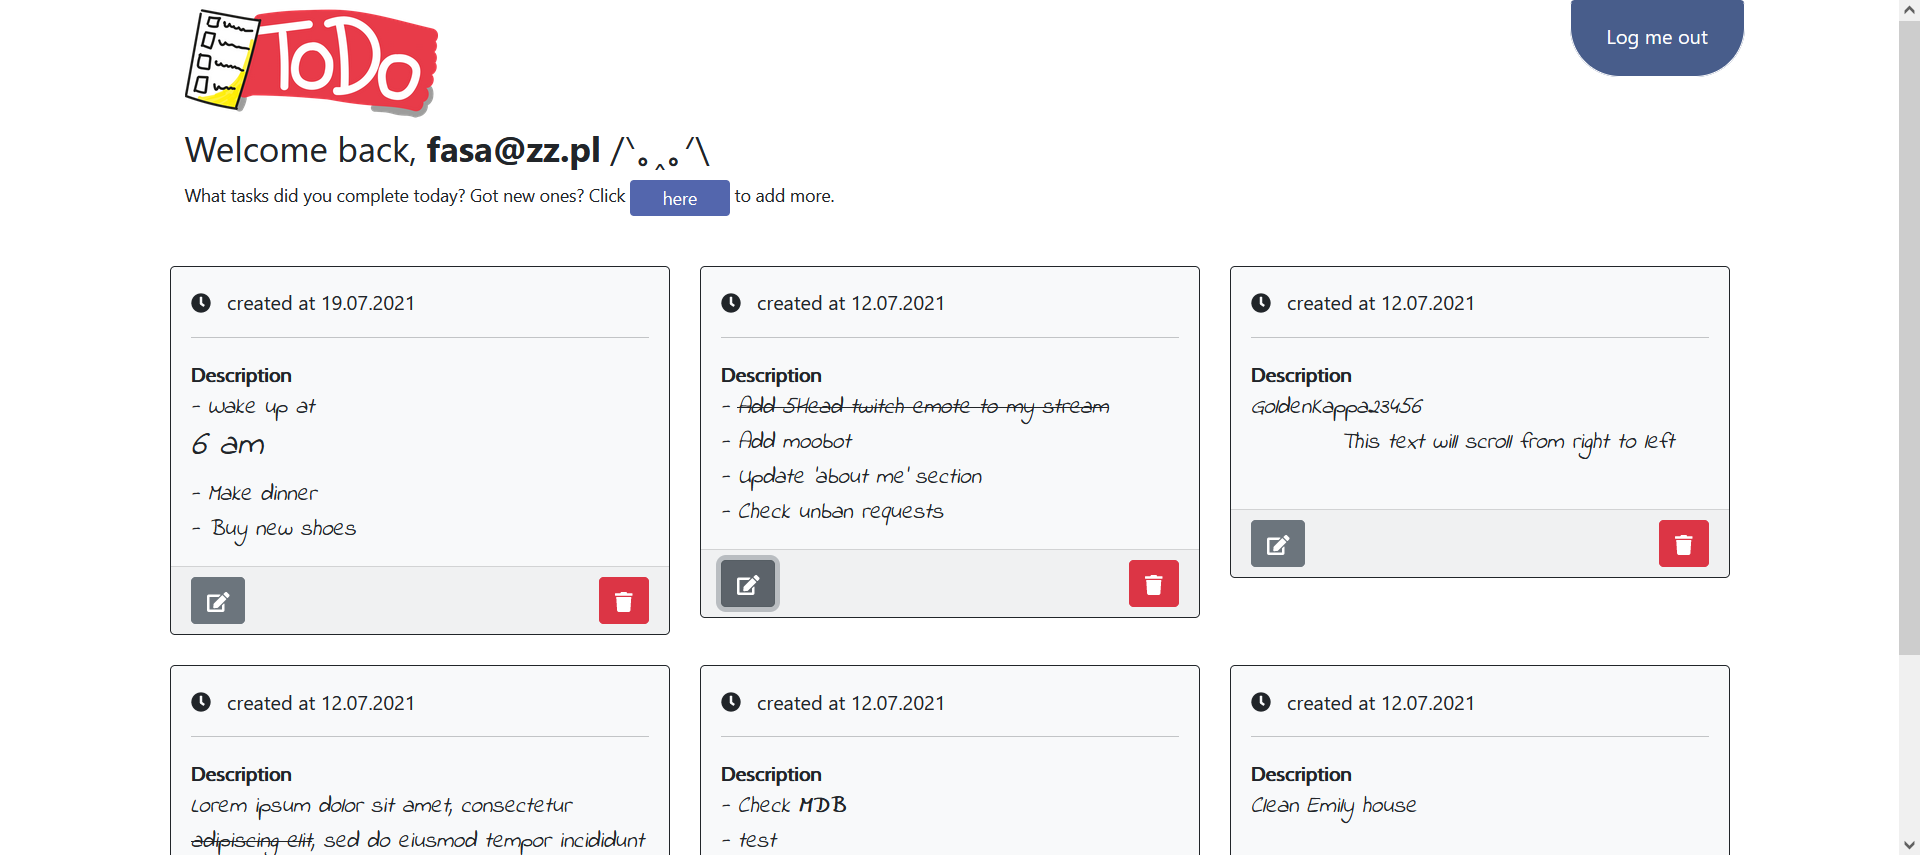 ToDo
Log me out
Welcome back, fasa@zz.pl /ˋ｡‸｡ˊ\
What tasks did you complete today? Got new ones? Click here to add more.
created at 19.07.2021
Description
- Wake up at
6 am
- Make dinner
- Buy new shoes
created at 12.07.2021
Description
- Add 5Head twitch emote to my stream
- Add moobot
- Update 'about me' section
- Check unban requests
created at 12.07.2021
Description
GoldenKappa23456
This text will scroll from right to left
created at 12.07.2021
Description
Lorem ipsum dolor sit amet, consectetur
adipiscing elit, sed do eiusmod tempor incididunt
created at 12.07.2021
Description
- Check MDB
- test
created at 12.07.2021
Description
Clean Emily house